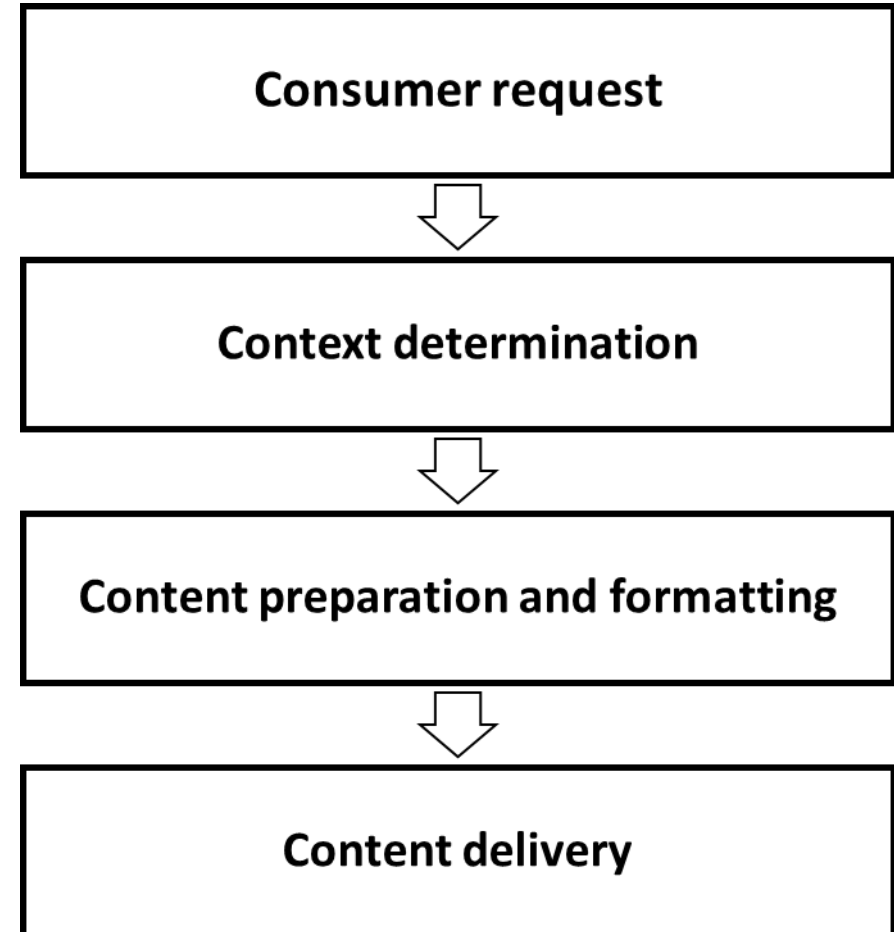 Consumer request
Context determination
Content preparation and formatting
Content delivery